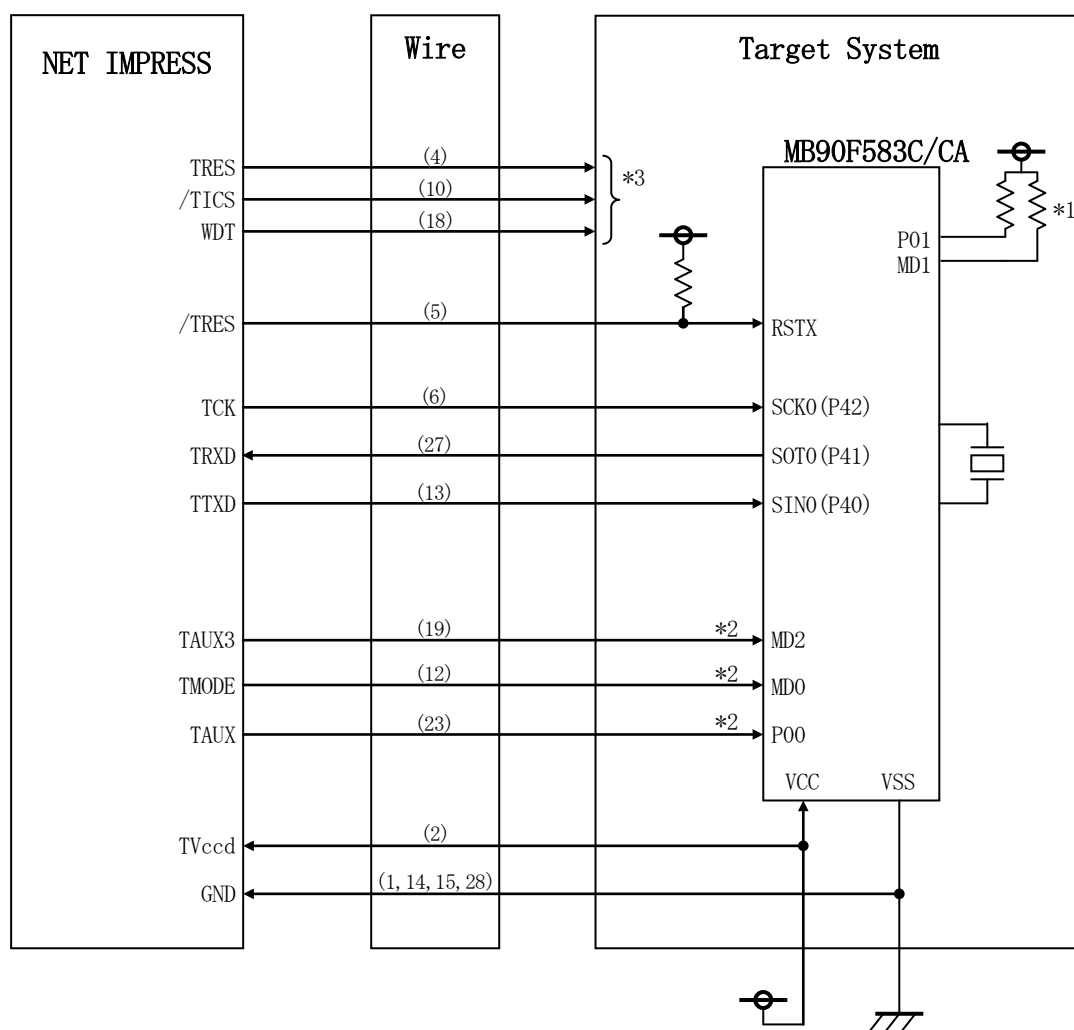 NET IMPRESS
Wire
Target System
MB90F583C/CA
TRES
(4)
*3
/TICS
(10)
WDT
(18)
*1
P01
MD1
/TRES
(5)
RSTX
TCK
(6)
SCK0(P42)
TRXD
(27)
SOT0(P41)
TTXD
(13)
SIN0(P40)
TAUX3
(19)
*2
MD2
TMODE
(12)
*2
MD0
TAUX
(23)
*2
P00
VCC
VSS
TVccd
(2)
GND
(1,14,15,28)